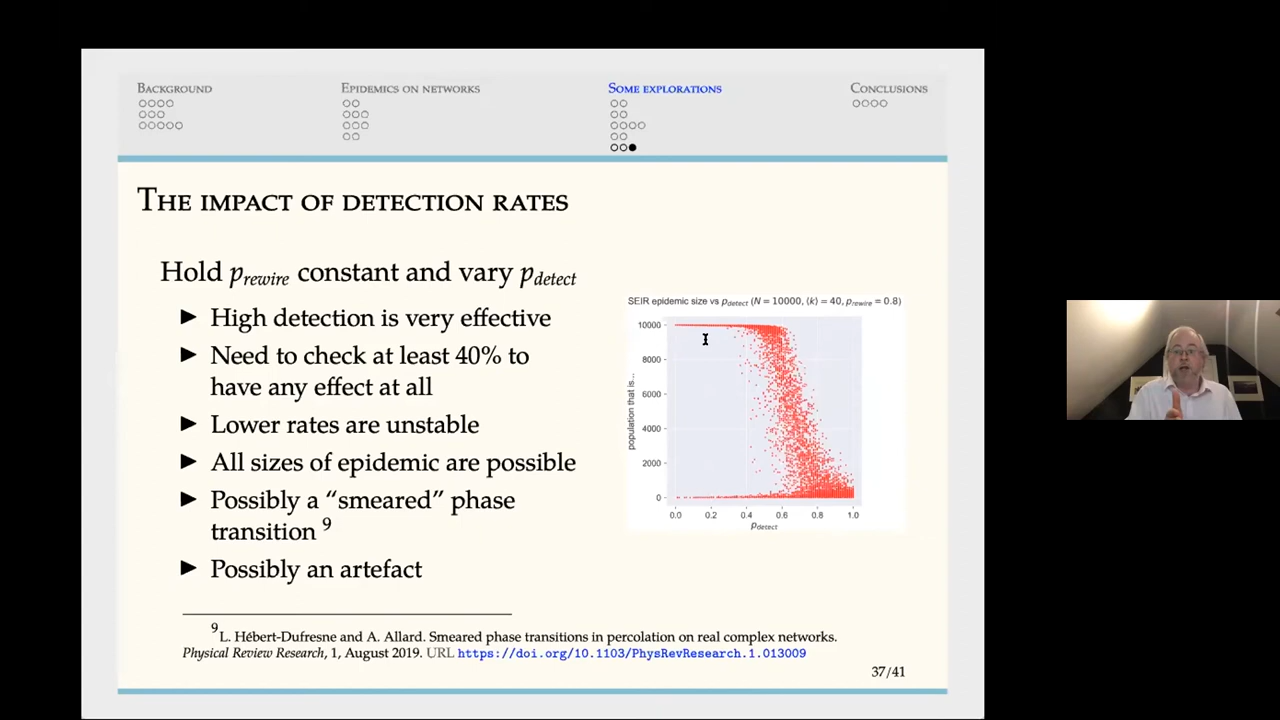 BACKGROUND
EPIDEMICS ON NETWORKS
SOME EXPLORATIONS
CONCLUSIONS
THE IMPACT OF DETECTION RATES
Hold p_rewire constant and vary p_detect
▶ High detection is very effective
▶ Need to check at least 40% to
have any effect at all
▶ Lower rates are unstable
▶ All sizes of epidemic are possible
▶ Possibly a “smeared” phase
transition 9
▶ Possibly an artefact
SEIR epidemic size vs p_detect (N = 10000, ⟨k⟩ = 40, p_rewire = 0.8)
population that is...
10000
8000
6000
4000
2000
0
0.0 0.2 0.4 0.6 0.8 1.0
p_detect
9 L. Hébert-Dufresne and A. Allard. Smeared phase transitions in percolation on real complex networks.
Physical Review Research, 1, August 2019. URL https://doi.org/10.1103/PhysRevResearch.1.013009
37/41